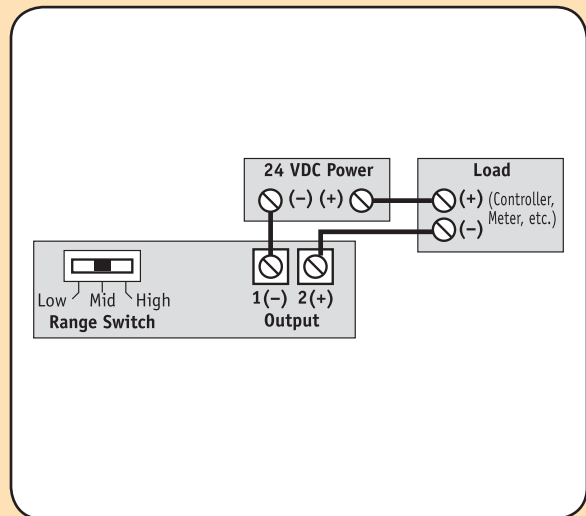 24 VDC Power
(–) (+)
Load
(+) (Controller,
Meter, etc.)
(–)
Low Mid High
Range Switch
1(–) 2(+)
Output